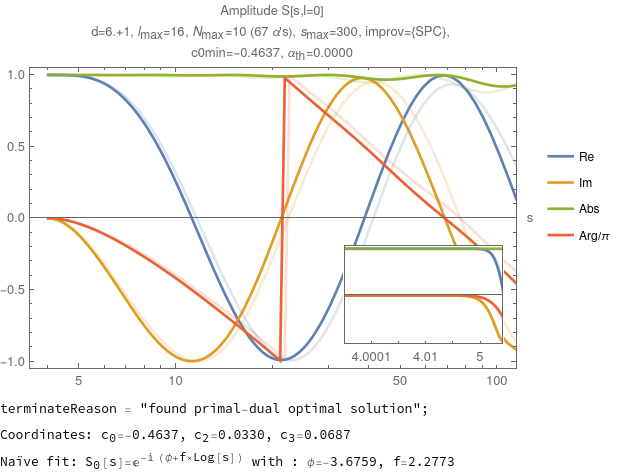 Amplitude S[s,l=0]
d=6.+1, lmax=16, Nmax=10 (67 α's), smax=300, improv={SPC},
c0min=−0.4637, αth=0.0000
1.0
0.5
0.0
−0.5
−1.0
5
10
50
100
s
Re
Im
Abs
Arg/π
4.0001
4.01
5
terminateReason = "found primal-dual optimal solution";
Coordinates: c0=-0.4637, c2=0.0330, c3=0.0687
Naïve fit: S0[s]=e^-i (ϕ+f×Log[s]) with : ϕ=-3.6759, f=2.2773